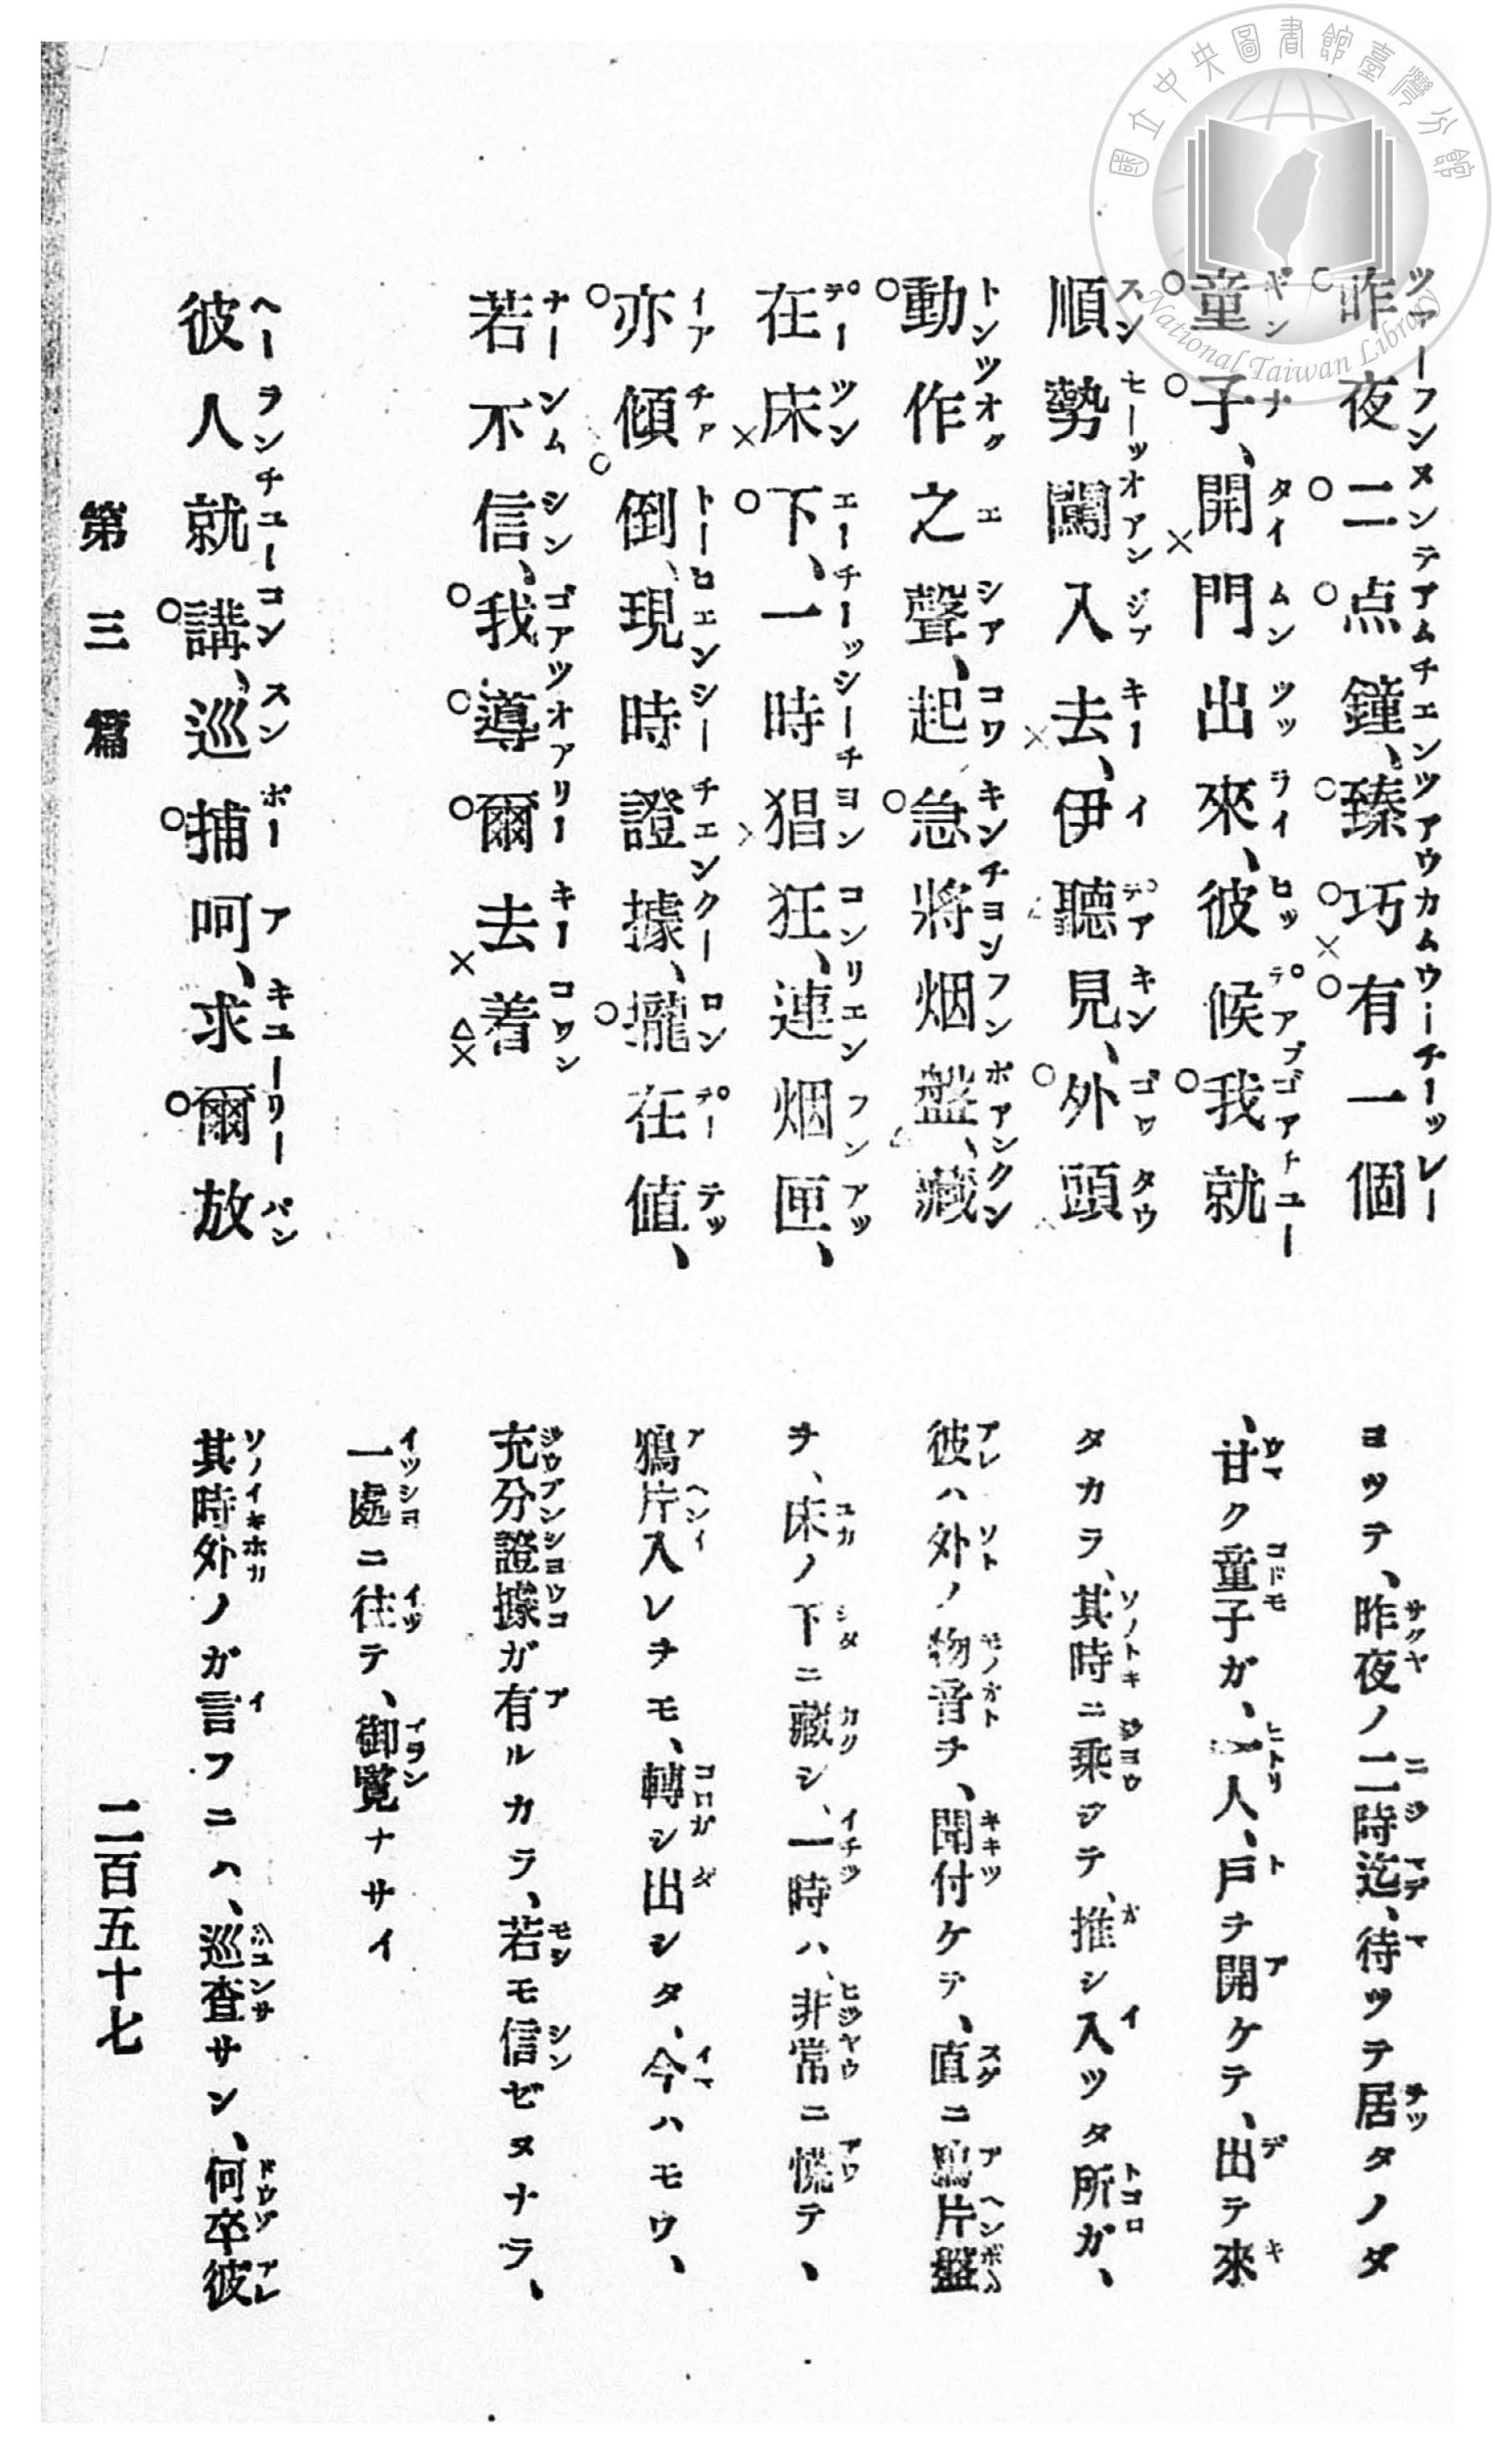 國立中央圖書館臺灣分館
National Taiwan Library
昨夜二点鐘、臻巧有一個
童子、開門出來、彼候我就
順勢闖入去、伊聽見、外頭
動作之聲、起急將烟盤、藏
在床下、一時猖狂、連烟匣、
亦傾倒、現時證據、攏在値、
若不信、我導爾去着
彼人就講、巡捕呵、求爾放
ヨツテ、昨夜ノ二時迄、待ツテ居タノダ
、甘ク童子ガ、一人、戸ヲ開ケテ、出テ來
タカラ、其時ニ乘ジテ、推シ入ツタ所ガ、
彼ハ外ノ物音ヲ、聞付ケテ、直ニ鴉片盤
ヲ、床ノ下ニ藏シ、一時ハ、非常ニ慌テ、
鴉片入レヲモ、轉シ出シタ、今ハモウ、
充分證據ガ有ルカラ、若モ信ゼヌナラ、
一處ニ往テ、御覽ナサイ
其時外ノガ言フニハ、巡査サン、何卒彼
第三篇
二百五十七